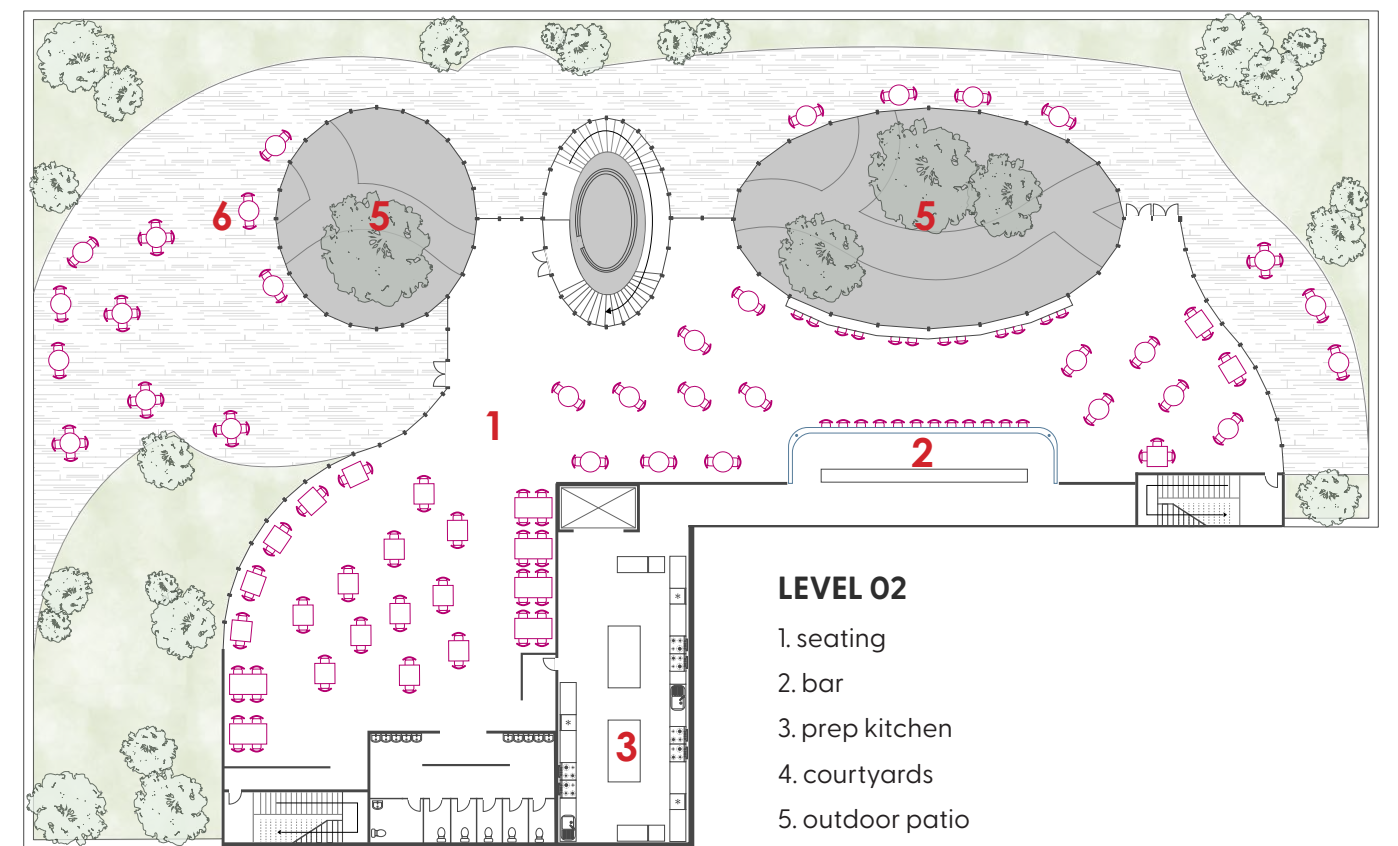 6
5
5
1
2
3
LEVEL 02
1. seating
2. bar
3. prep kitchen
4. courtyards
5. outdoor patio